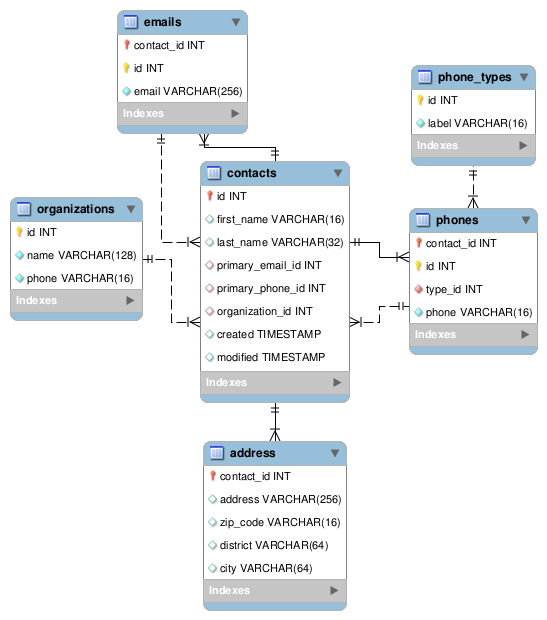 emails
contact_id INT
id INT
email VARCHAR(256)
Indexes
phone_types
id INT
label VARCHAR(16)
Indexes
contacts
id INT
first_name VARCHAR(16)
last_name VARCHAR(32)
primary_email_id INT
primary_phone_id INT
organization_id INT
created TIMESTAMP
modified TIMESTAMP
Indexes
organizations
id INT
name VARCHAR(128)
phone VARCHAR(16)
Indexes
phones
contact_id INT
id INT
type_id INT
phone VARCHAR(16)
Indexes
address
contact_id INT
address VARCHAR(256)
zip_code VARCHAR(16)
district VARCHAR(64)
city VARCHAR(64)
Indexes